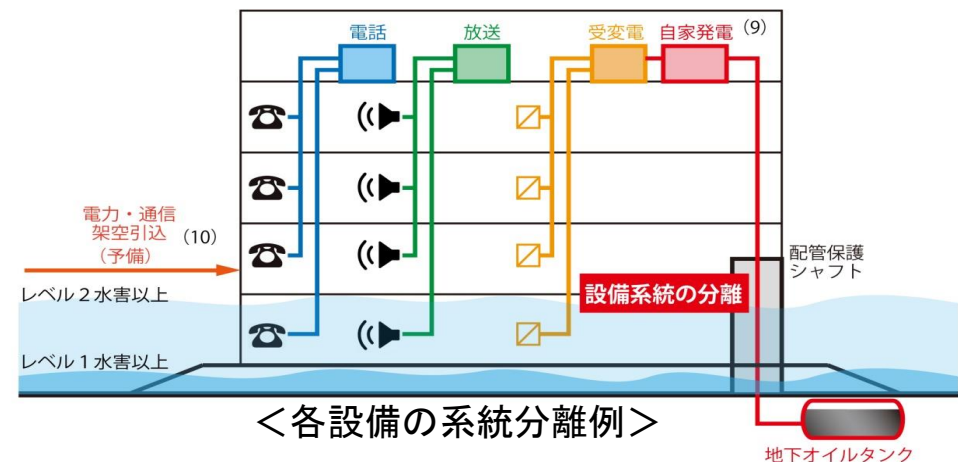 電話
放送
受変電
自家発電
(9)
電力・通信
架空引込
(予備)
(10)
配管保護
シャフト
レベル2水害以上
設備系統の分離
レベル1水害以上
＜各設備の系統分離例＞
地下オイルタンク